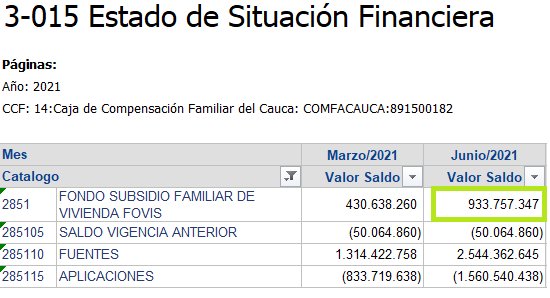 3-015 Estado de Situación Financiera
Páginas:
Año: 2021
CCF: 14:Caja de Compensación Familiar del Cauca: COMFACAUCA:891500182
Mes Marzo/2021 Junio/2021
Catalogo Valor Saldo Valor Saldo
2851 FONDO SUBSIDIO FAMILIAR DE VIVIENDA FOVIS 430.638.260 933.757.347
285105 SALDO VIGENCIA ANTERIOR (50.064.860) (50.064.860)
285110 FUENTES 1.314.422.758 2.544.362.645
285115 APLICACIONES (833.719.638) (1.560.540.438)